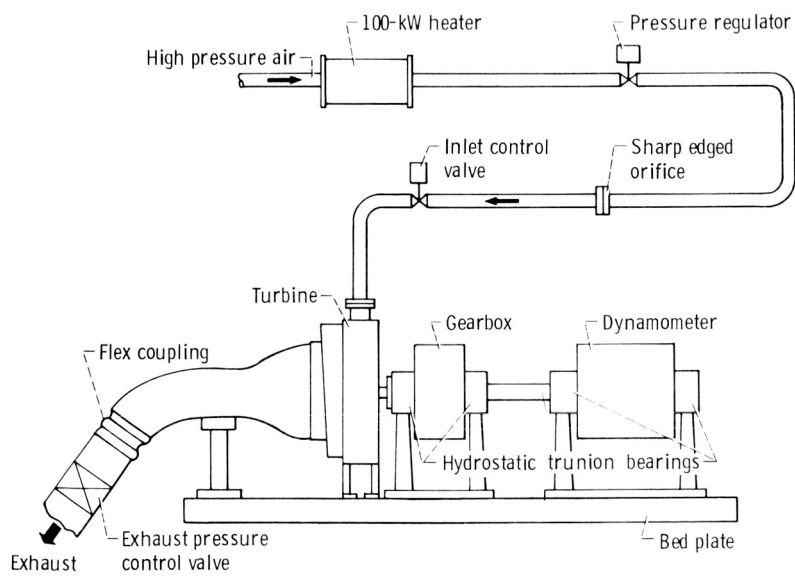 100-kW heater
Pressure regulator
High pressure air
Inlet control
valve
Sharp edged
orifice
Turbine
Gearbox
Dynamometer
Flex coupling
Hydrostatic trunion bearings
Exhaust
Exhaust pressure
control valve
Bed plate